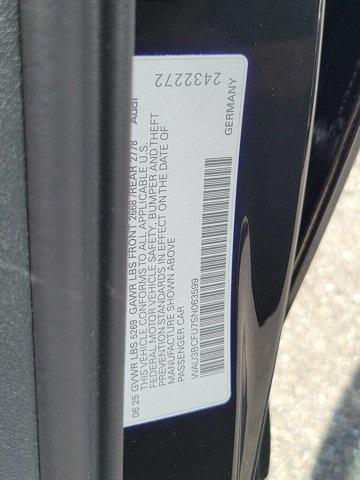 06 25 GVWR LBS 5269 GAWR LBS FRONT 2668 /REAR 2778 Audi
THIS VEHICLE CONFORMS TO ALL APPLICABLE U.S.
FEDERAL MOTOR VEHICLE SAFETY, BUMPER AND THEFT
PREVENTION STANDARDS IN EFFECT ON THE DATE OF
MANUFACTURE SHOWN ABOVE
PASSENGER CAR
WAU3BCFU7SN063599
2432272
GERMANY